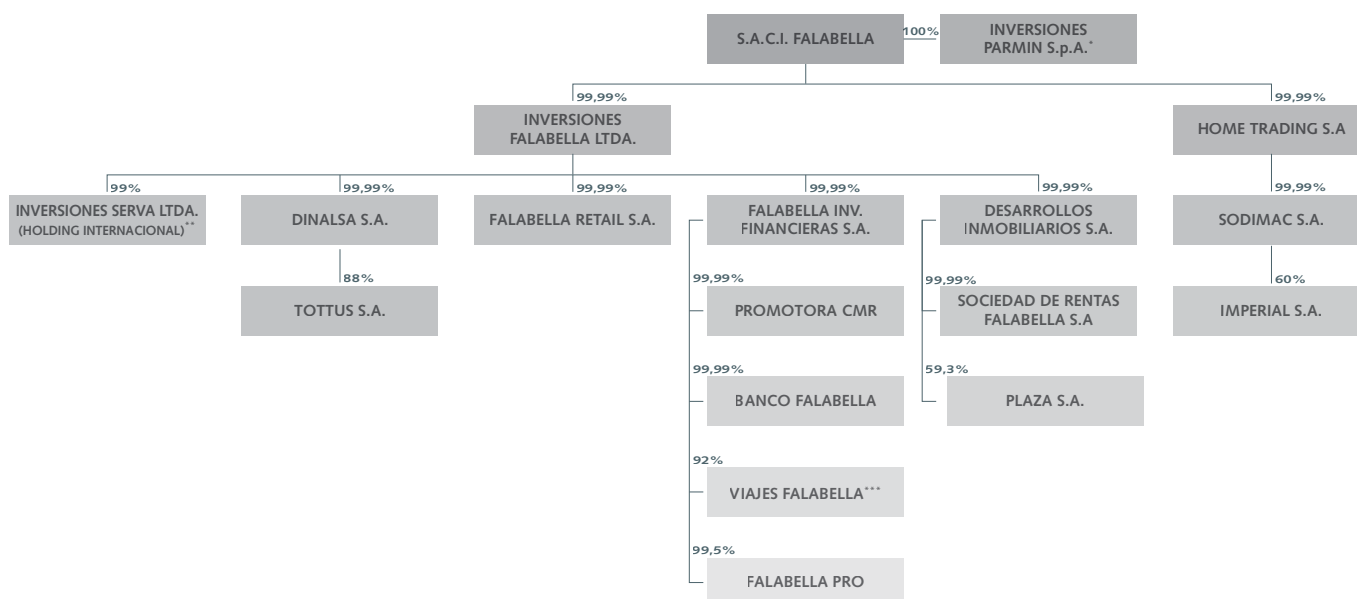 S.A.C.I. FALABELLA
100%
INVERSIONES
PARMIN S.p.A.*
99,99%
99,99%
INVERSIONES
FALABELLA LTDA.
HOME TRADING S.A
99%
99,99%
99,99%
99,99%
99,99%
99,99%
INVERSIONES SERVA LTDA.
(HOLDING INTERNACIONAL)**
DINALSA S.A.
FALABELLA RETAIL S.A.
FALABELLA INV.
FINANCIERAS S.A.
DESARROLLOS
INMOBILIARIOS S.A.
SODIMAC S.A.
88%
99,99%
99,99%
60%
TOTTUS S.A.
PROMOTORA CMR
SOCIEDAD DE RENTAS
FALABELLA S.A
IMPERIAL S.A.
99,99%
59,3%
BANCO FALABELLA
PLAZA S.A.
92%
VIAJES FALABELLA***
99,5%
FALABELLA PRO